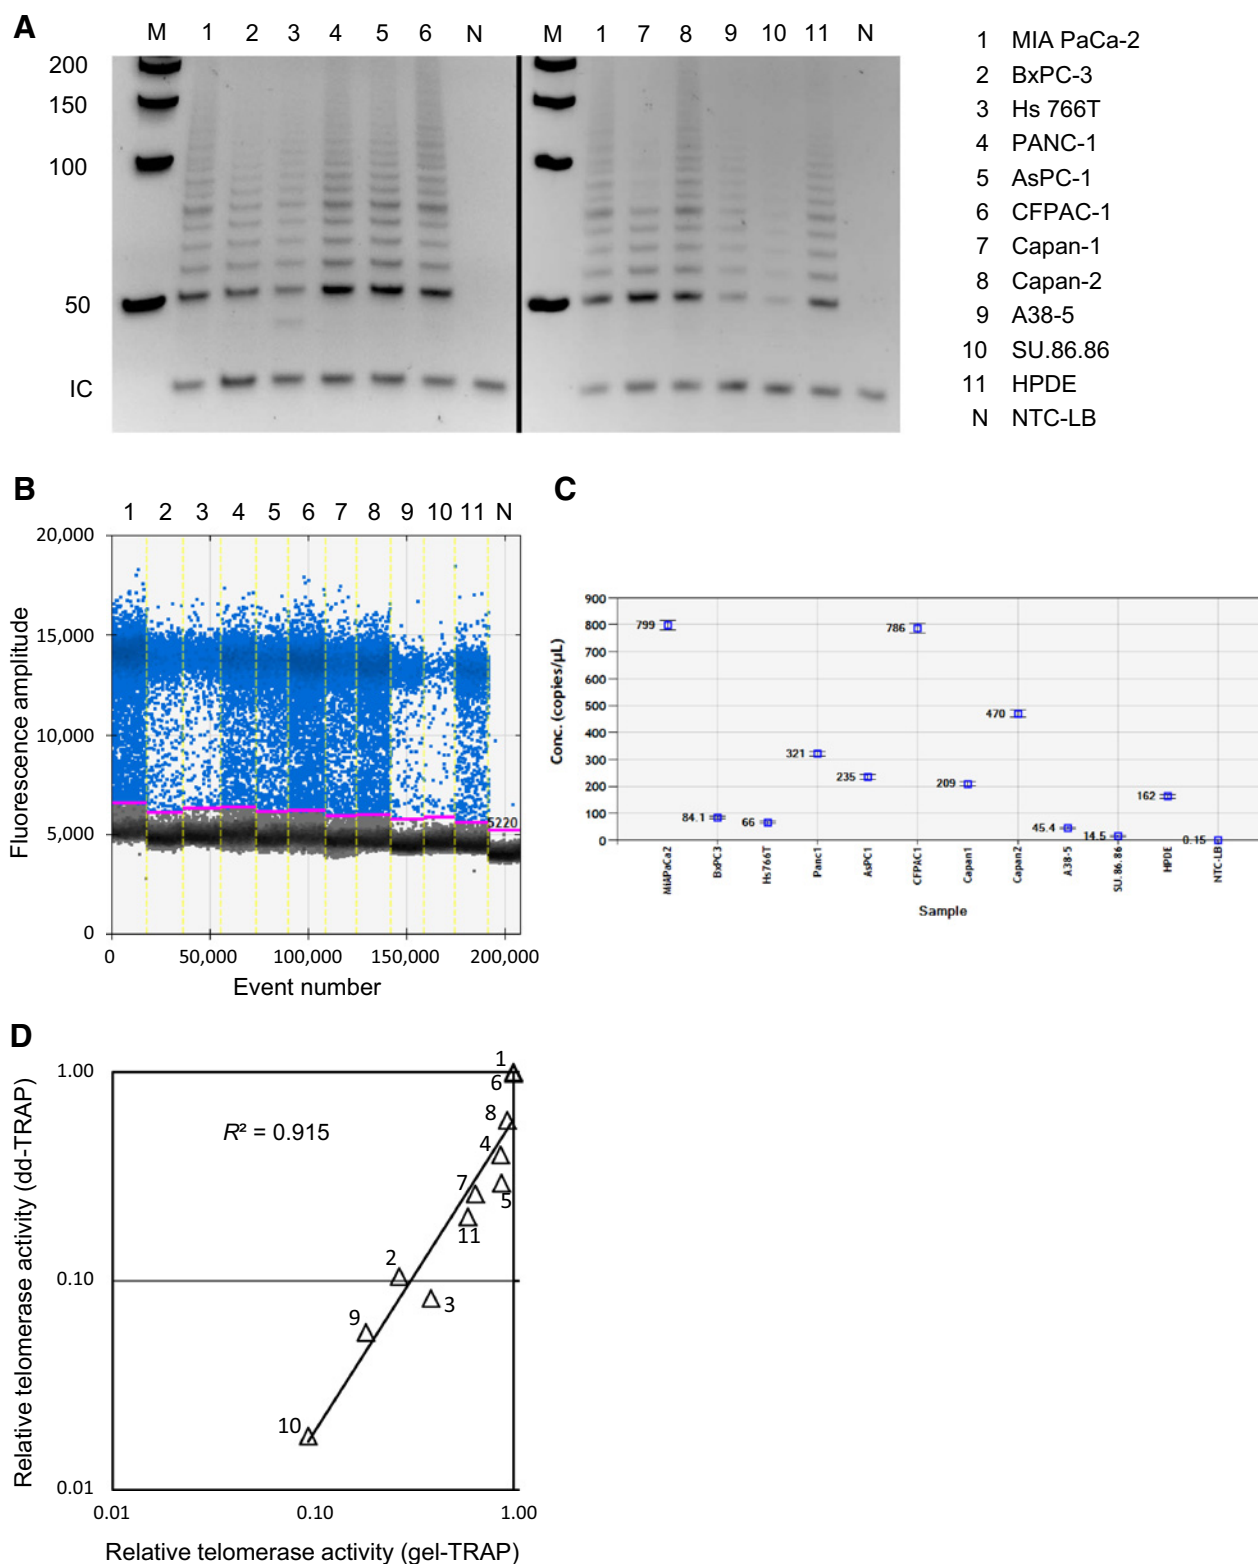 A
M 1 2 3 4 5 6 N M 1 7 8 9 10 11 N
200
150
100
50
IC
1 MIA PaCa-2
2 BxPC-3
3 Hs 766T
4 PANC-1
5 AsPC-1
6 CFPAC-1
7 Capan-1
8 Capan-2
9 A38-5
10 SU.86.86
11 HPDE
N NTC-LB
B
1 2 3 4 5 6 7 8 9 10 11 N
20,000
15,000
10,000
5,000
0
Fluorescence amplitude
5220
0 50,000 100,000 150,000 200,000
Event number
C
Conc. (copies/µL)
900
800
700
600
500
400
300
200
100
0
799
84.1
66
321
235
786
209
470
45.4
14.5
162
0.15
MIAPaCa2
BxPC3
Hs766T
Panc1
AsPC1
CFPAC1
Capan1
Capan2
A38-5
SU.86.86
HPDE
NTC-LB
Sample
D
Relative telomerase activity (dd-TRAP)
1.00
0.10
0.01
R² = 0.915
1
6
8
4
7
5
11
2
3
9
10
0.01 0.10 1.00
Relative telomerase activity (gel-TRAP)